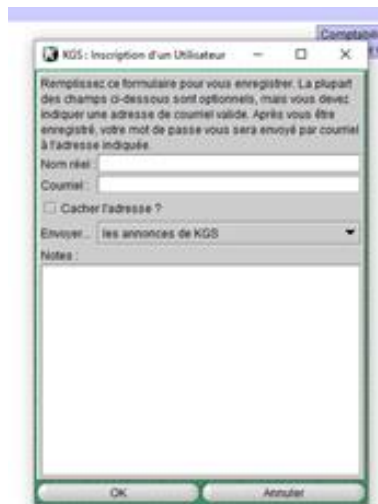 Comptabili
KGS : Inscription d'un Utilisateur
Remplissez ce formulaire pour vous enregistrer. La plupart
des champs ci-dessous sont optionnels, mais vous devez
indiquer une adresse de courriel valide. Après vous être
enregistré, votre mot de passe vous sera envoyé par courriel
à l'adresse indiquée.
Nom réel :
Courriel :
Cacher l'adresse ?
Envoyer... les annonces de KGS
Notes :
OK Annuler